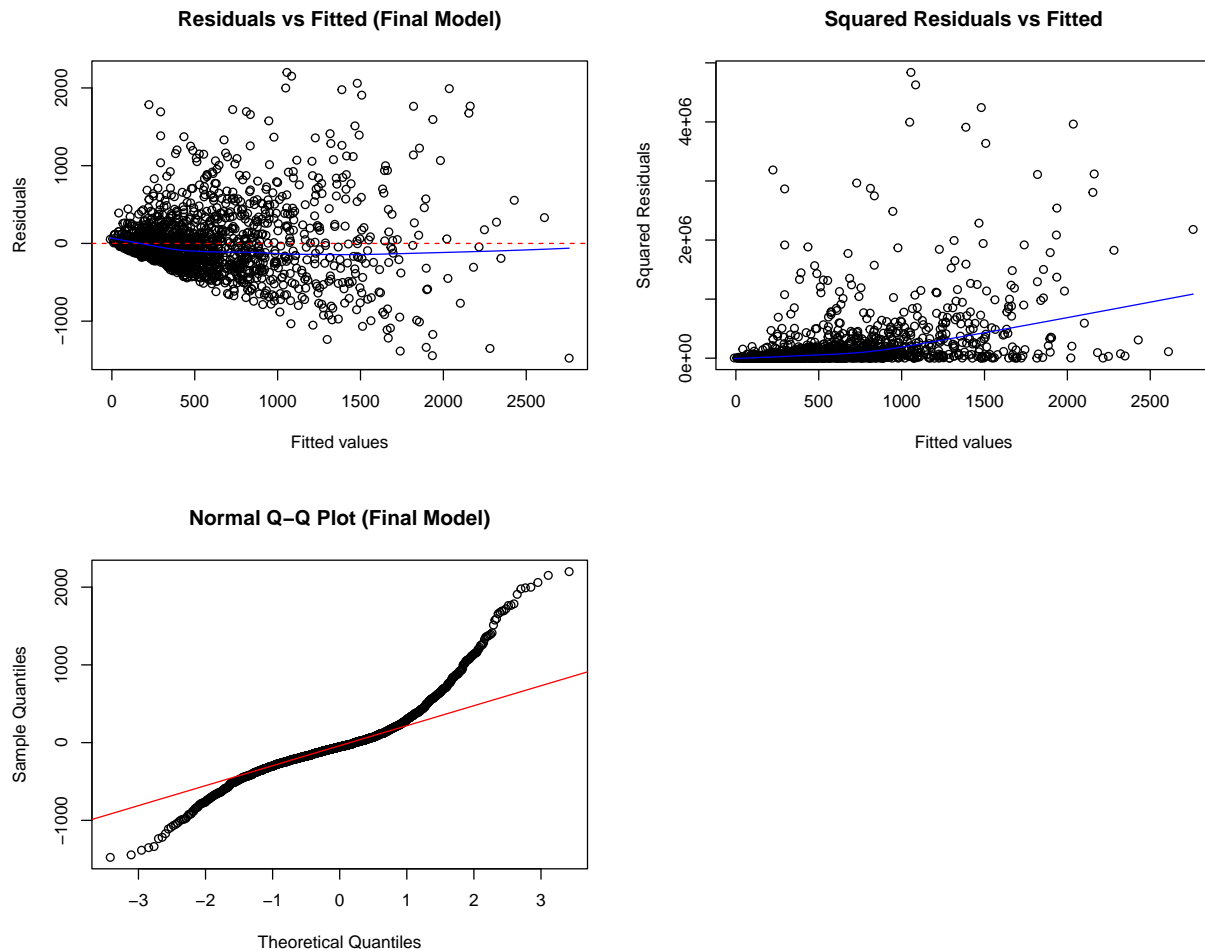 Residuals vs Fitted (Final Model)
Residuals
−1000 0 1000 2000
0 500 1000 1500 2000 2500
Fitted values
Squared Residuals vs Fitted
Squared Residuals
0e+00 2e+06 4e+06
0 500 1000 1500 2000 2500
Fitted values
Normal Q−Q Plot (Final Model)
Sample Quantiles
−1000 0 1000 2000
−3 −2 −1 0 1 2 3
Theoretical Quantiles